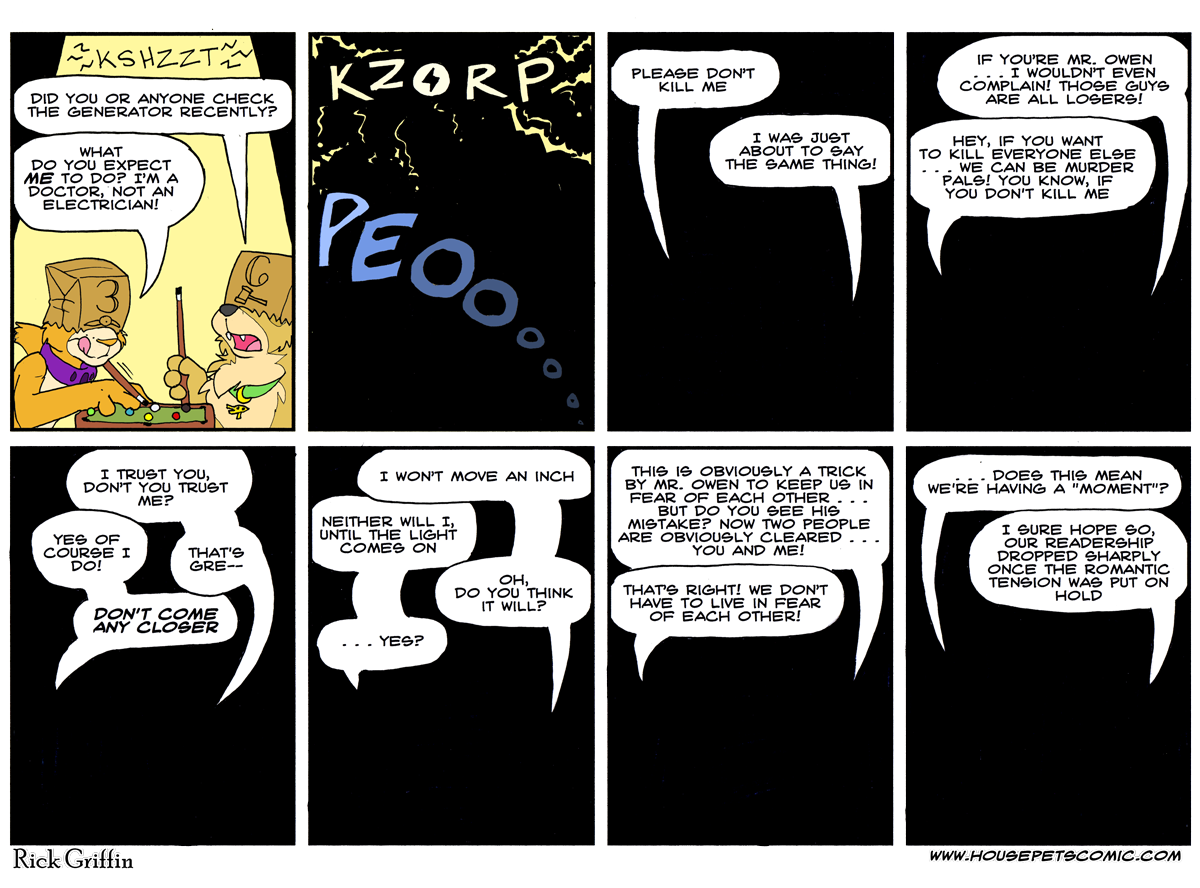 ~KSHZZT~
DID YOU OR ANYONE CHECK
THE GENERATOR RECENTLY?
WHAT
DO YOU EXPECT
ME TO DO? I'M A
DOCTOR, NOT AN
ELECTRICIAN!
3
6
KZORP
PEOooooo
PLEASE DON'T
KILL ME
I WAS JUST
ABOUT TO SAY
THE SAME THING!
IF YOU'RE MR. OWEN
. . . I WOULDN'T EVEN
COMPLAIN! THOSE GUYS
ARE ALL LOSERS!
HEY, IF YOU WANT
TO KILL EVERYONE ELSE
. . . WE CAN BE MURDER
PALS! YOU KNOW, IF
YOU DON'T KILL ME
I TRUST YOU,
DON'T YOU TRUST
ME?
YES OF
COURSE I
DO!
THAT'S
GRE--
DON'T COME
ANY CLOSER
I WON'T MOVE AN INCH
NEITHER WILL I,
UNTIL THE LIGHT
COMES ON
OH,
DO YOU THINK
IT WILL?
. . . YES?
THIS IS OBVIOUSLY A TRICK
BY MR. OWEN TO KEEP US IN
FEAR OF EACH OTHER . . .
BUT DO YOU SEE HIS
MISTAKE? NOW TWO PEOPLE
ARE OBVIOUSLY CLEARED . . .
YOU AND ME!
THAT'S RIGHT! WE DON'T
HAVE TO LIVE IN FEAR
OF EACH OTHER!
. . . DOES THIS MEAN
WE'RE HAVING A "MOMENT"?
I SURE HOPE SO,
OUR READERSHIP
DROPPED SHARPLY
ONCE THE ROMANTIC
TENSION WAS PUT ON
HOLD
Rick Griffin
WWW.HOUSEPETSCOMIC.COM